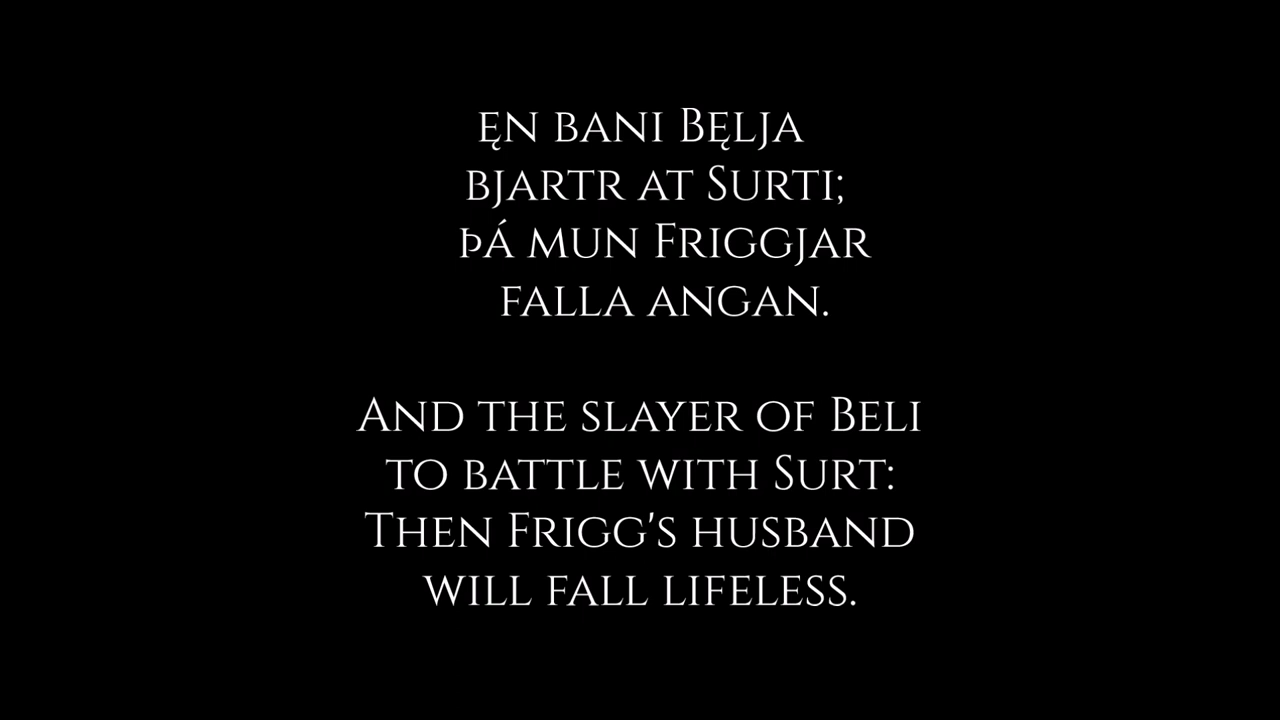 ęn bani Bęlja
bjartr at Surti;
þá mun Friggjar
falla angan.
And the slayer of Beli
to battle with Surt:
Then Frigg's husband
will fall lifeless.